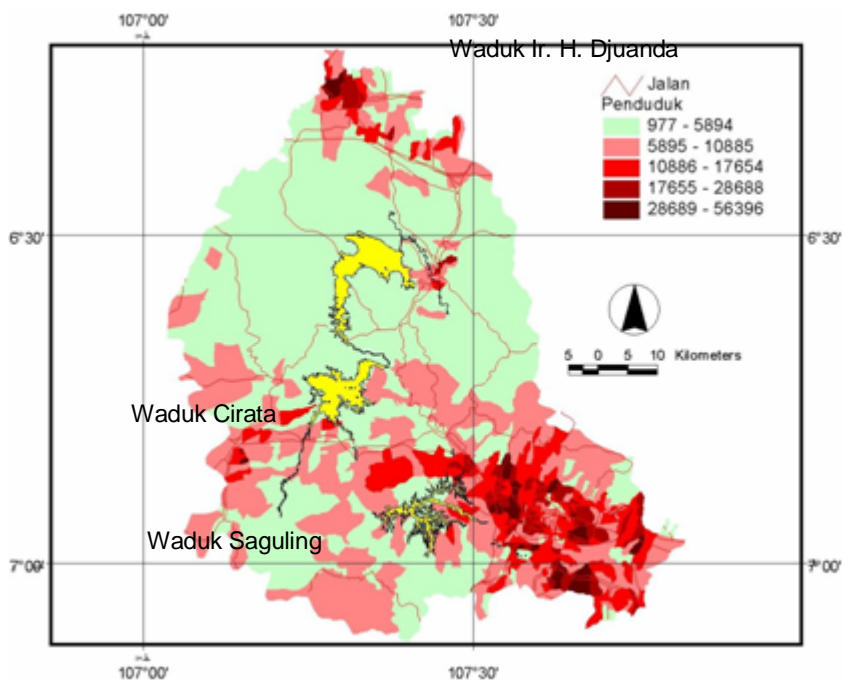 107°00'
107°30'
Waduk Ir. H. Djuanda
Jalan
Penduduk
977 - 5894
5895 - 10885
10886 - 17654
17655 - 28688
28689 - 56396
6°30'
6°30'
5 0 5 10 Kilometers
Waduk Cirata
Waduk Saguling
7°00'
7°00'
107°00'
107°30'